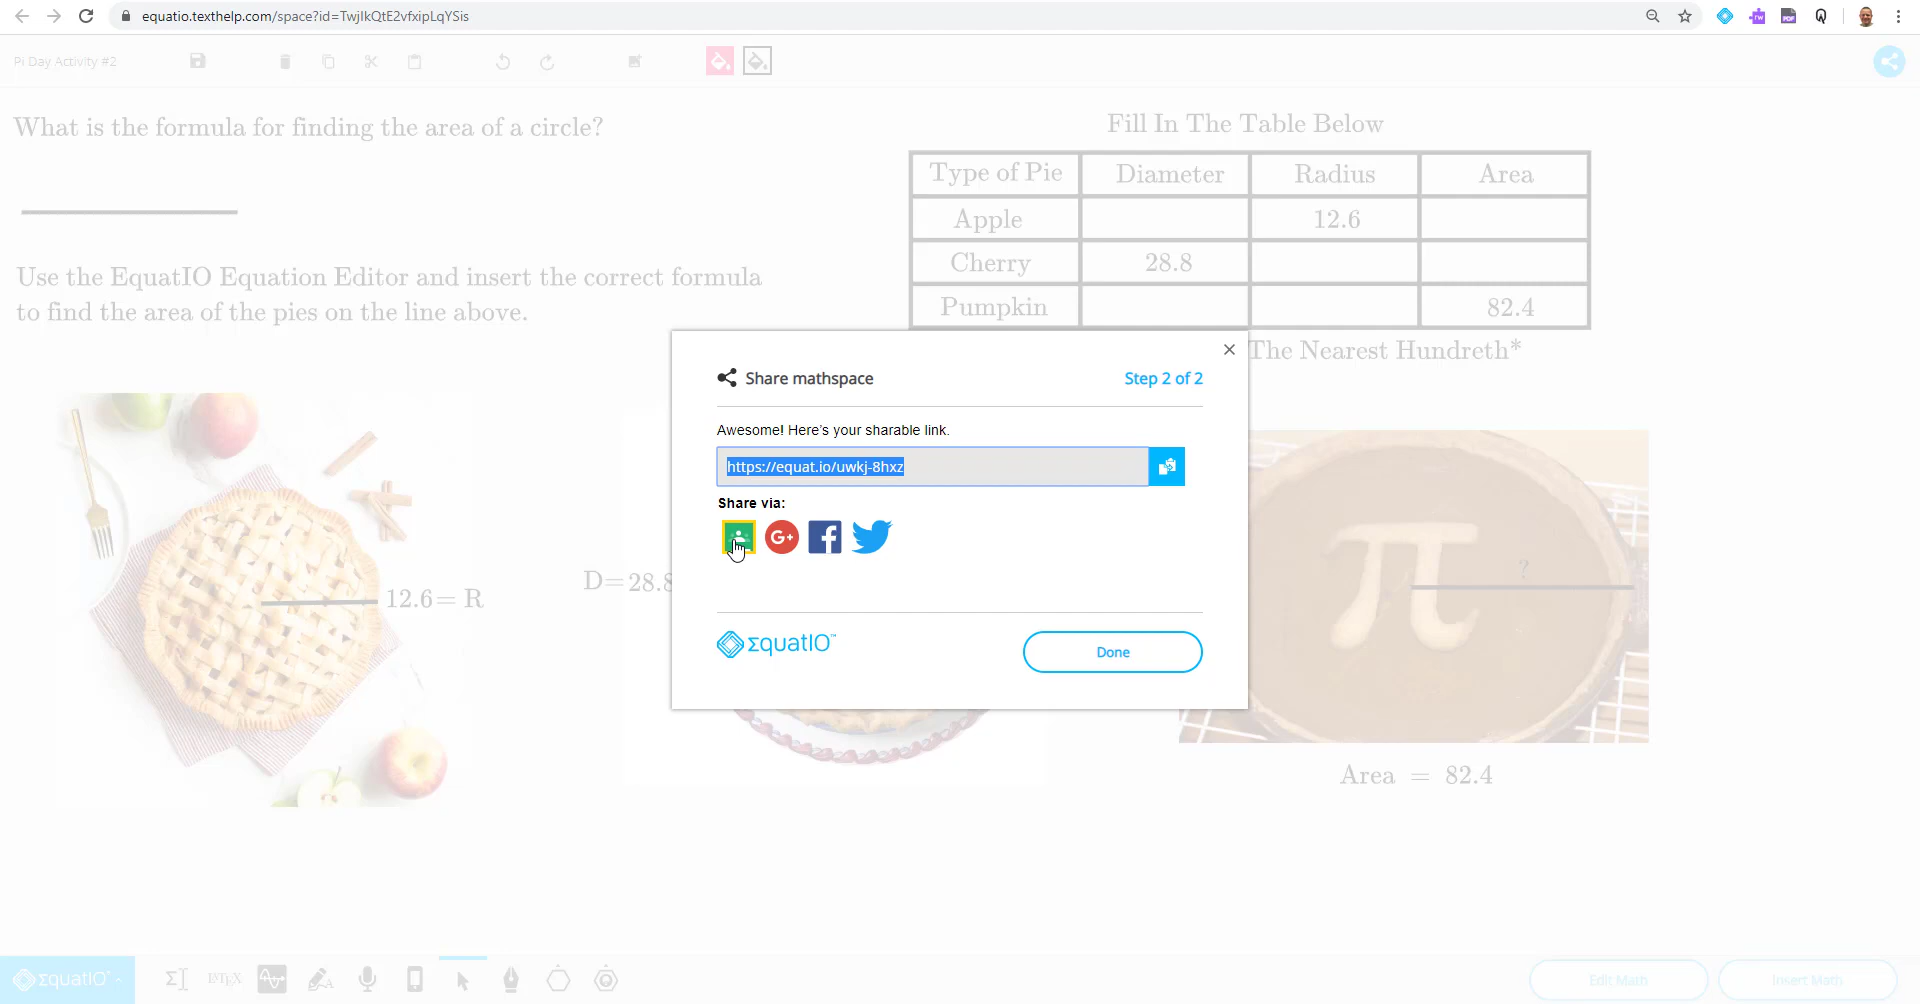 equatio.texthelp.com/space?id=TwjlkQtE2vfxipLqYSis
Pi Day Activity #2
What is the formula for finding the area of a circle?
Use the EquatIO Equation Editor and insert the correct formula
to find the area of the pies on the line above.
Fill In The Table Below
Type of Pie Diameter Radius Area
Apple 12.6
Cherry 28.8
Pumpkin 82.4
The Nearest Hundreth*
Share mathspace Step 2 of 2
Awesome! Here's your sharable link.
https://equat.io/uwkj-8hxz
Share via:
G+
ΣquatIO™
Done
12.6= R
D=28.8
π
?
Area = 82.4
ΣquatIO™
LATEX
Edit Math
Insert Math